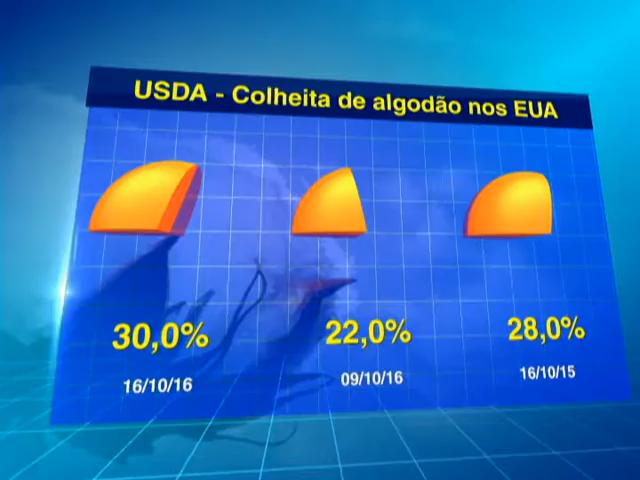 USDA - Colheita de algodão nos EUA
30,0% 22,0% 28,0%
16/10/16 09/10/16 16/10/15